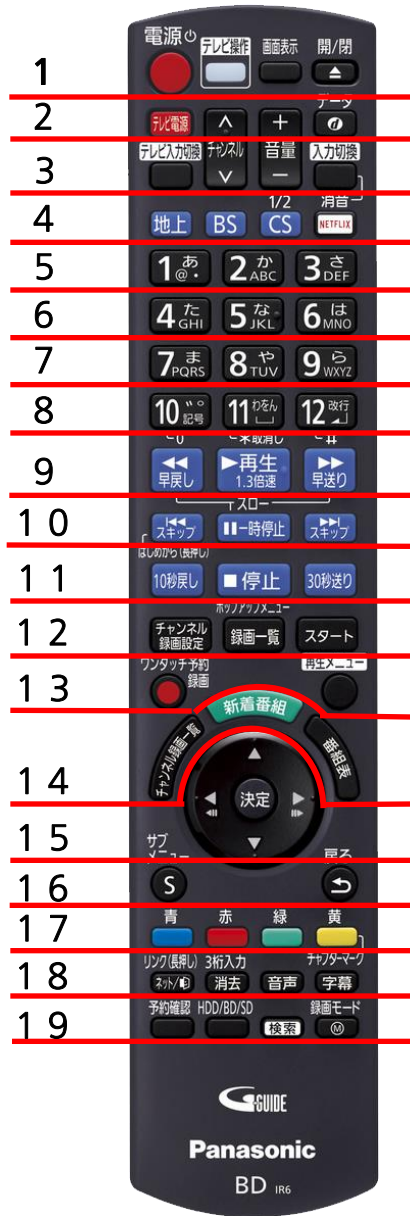 電源 テレビ操作 画面表示 開/閉
1
データ
2 テレビ電源 + d
テレビ入力切換 チャンネル 音量 入力切換
3 −
1/2 消音
4 地上 BS CS NETFLIX
5 1 あ @. 2 か ABC 3 さ DEF
6 4 た GHI 5 な JKL 6 は MNO
7 7 ま PQRS 8 や TUV 9 ら WXYZ
8 10 ゛゜ 記号 11 わをん 12 改行
0 *取消し #
9 早戻し 再生 1.3倍速 早送り
スロー
10 スキップ 一時停止 スキップ
はじめから(長押し)
11 10秒戻し 停止 30秒送り
ポップアップメニュー
12 チャンネル録画設定 録画一覧 スタート
ワンタッチ予約録画 再生メニュー
13 新着番組
チャンネル録画一覧 番組表
14 決定
15
サブメニュー 戻る
16 S
17 青 赤 緑 黄
リンク(長押し) 3桁入力 チャプターマーク
18 ネット/ 消去 音声 字幕
予約確認 HDD/BD/SD 録画モード
19 検索 M
G-GUIDE
Panasonic
BD IR6